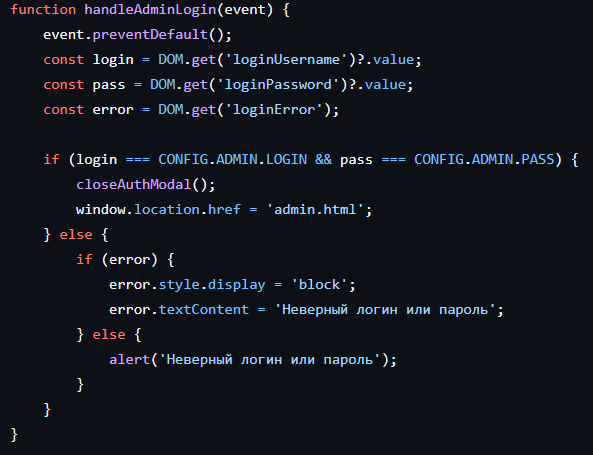 function handleAdminLogin(event) {
    event.preventDefault();
    const login = DOM.get('loginUsername')?.value;
    const pass = DOM.get('loginPassword')?.value;
    const error = DOM.get('loginError');

    if (login === CONFIG.ADMIN.LOGIN && pass === CONFIG.ADMIN.PASS) {
        closeAuthModal();
        window.location.href = 'admin.html';
    } else {
        if (error) {
            error.style.display = 'block';
            error.textContent = 'Неверный логин или пароль';
        } else {
            alert('Неверный логин или пароль');
        }
    }
}